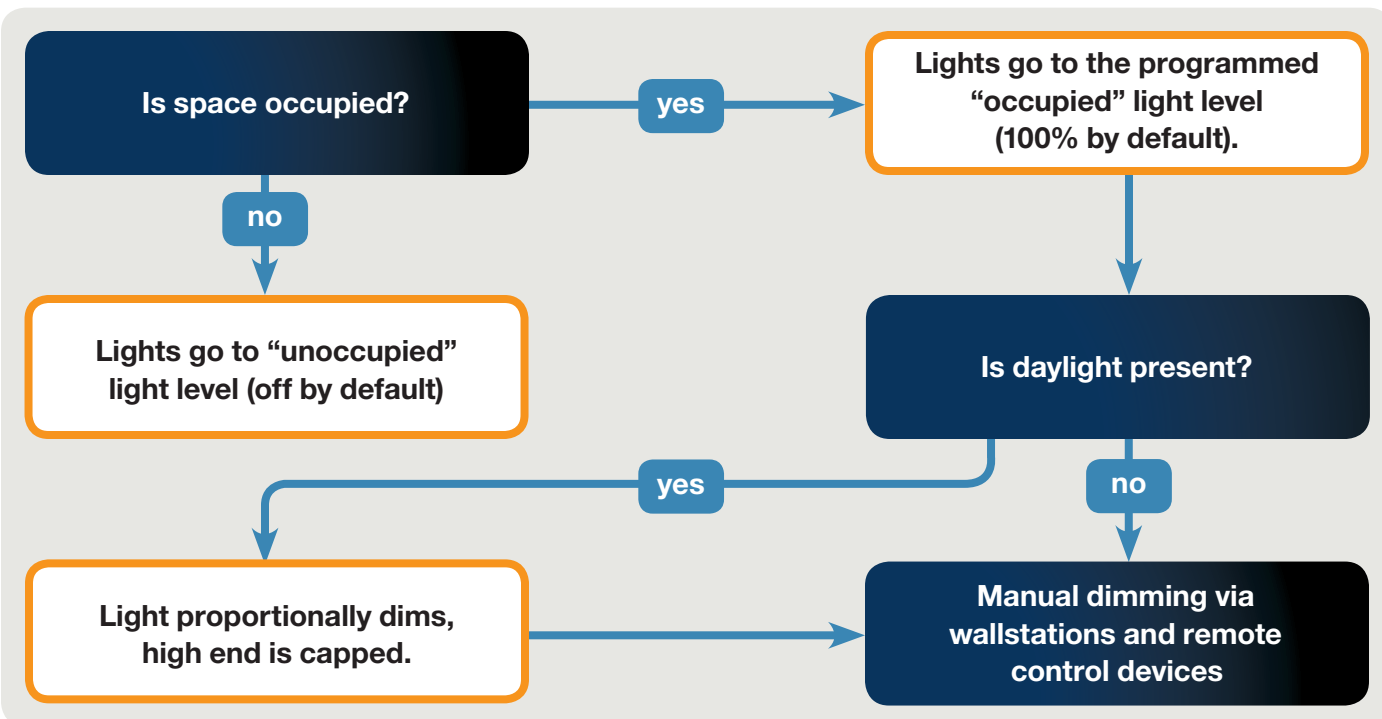 Is space occupied?
yes
Lights go to the programmed
“occupied” light level
(100% by default).
no
Lights go to “unoccupied”
light level (off by default)
Is daylight present?
yes
no
Light proportionally dims,
high end is capped.
Manual dimming via
wallstations and remote
control devices